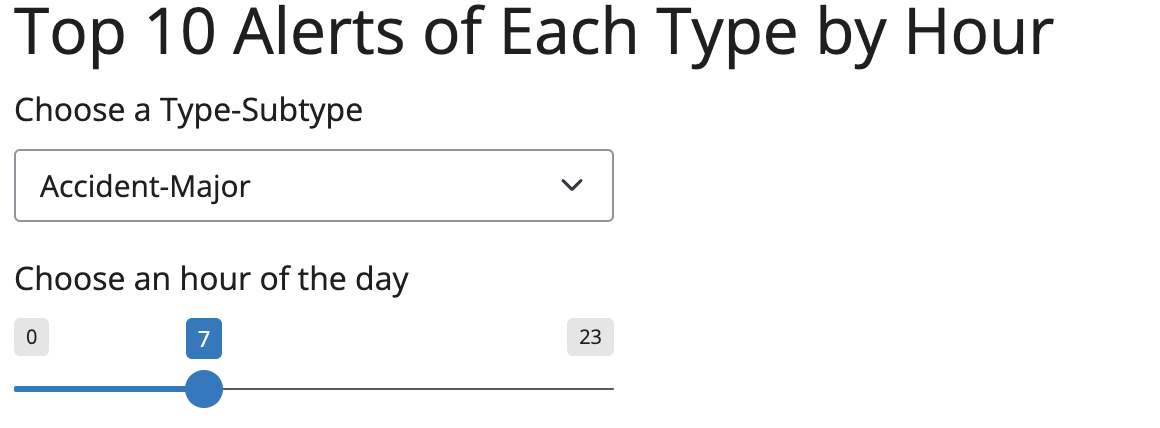 Top 10 Alerts of Each Type by Hour
Choose a Type-Subtype
Accident-Major
Choose an hour of the day
0 7 23